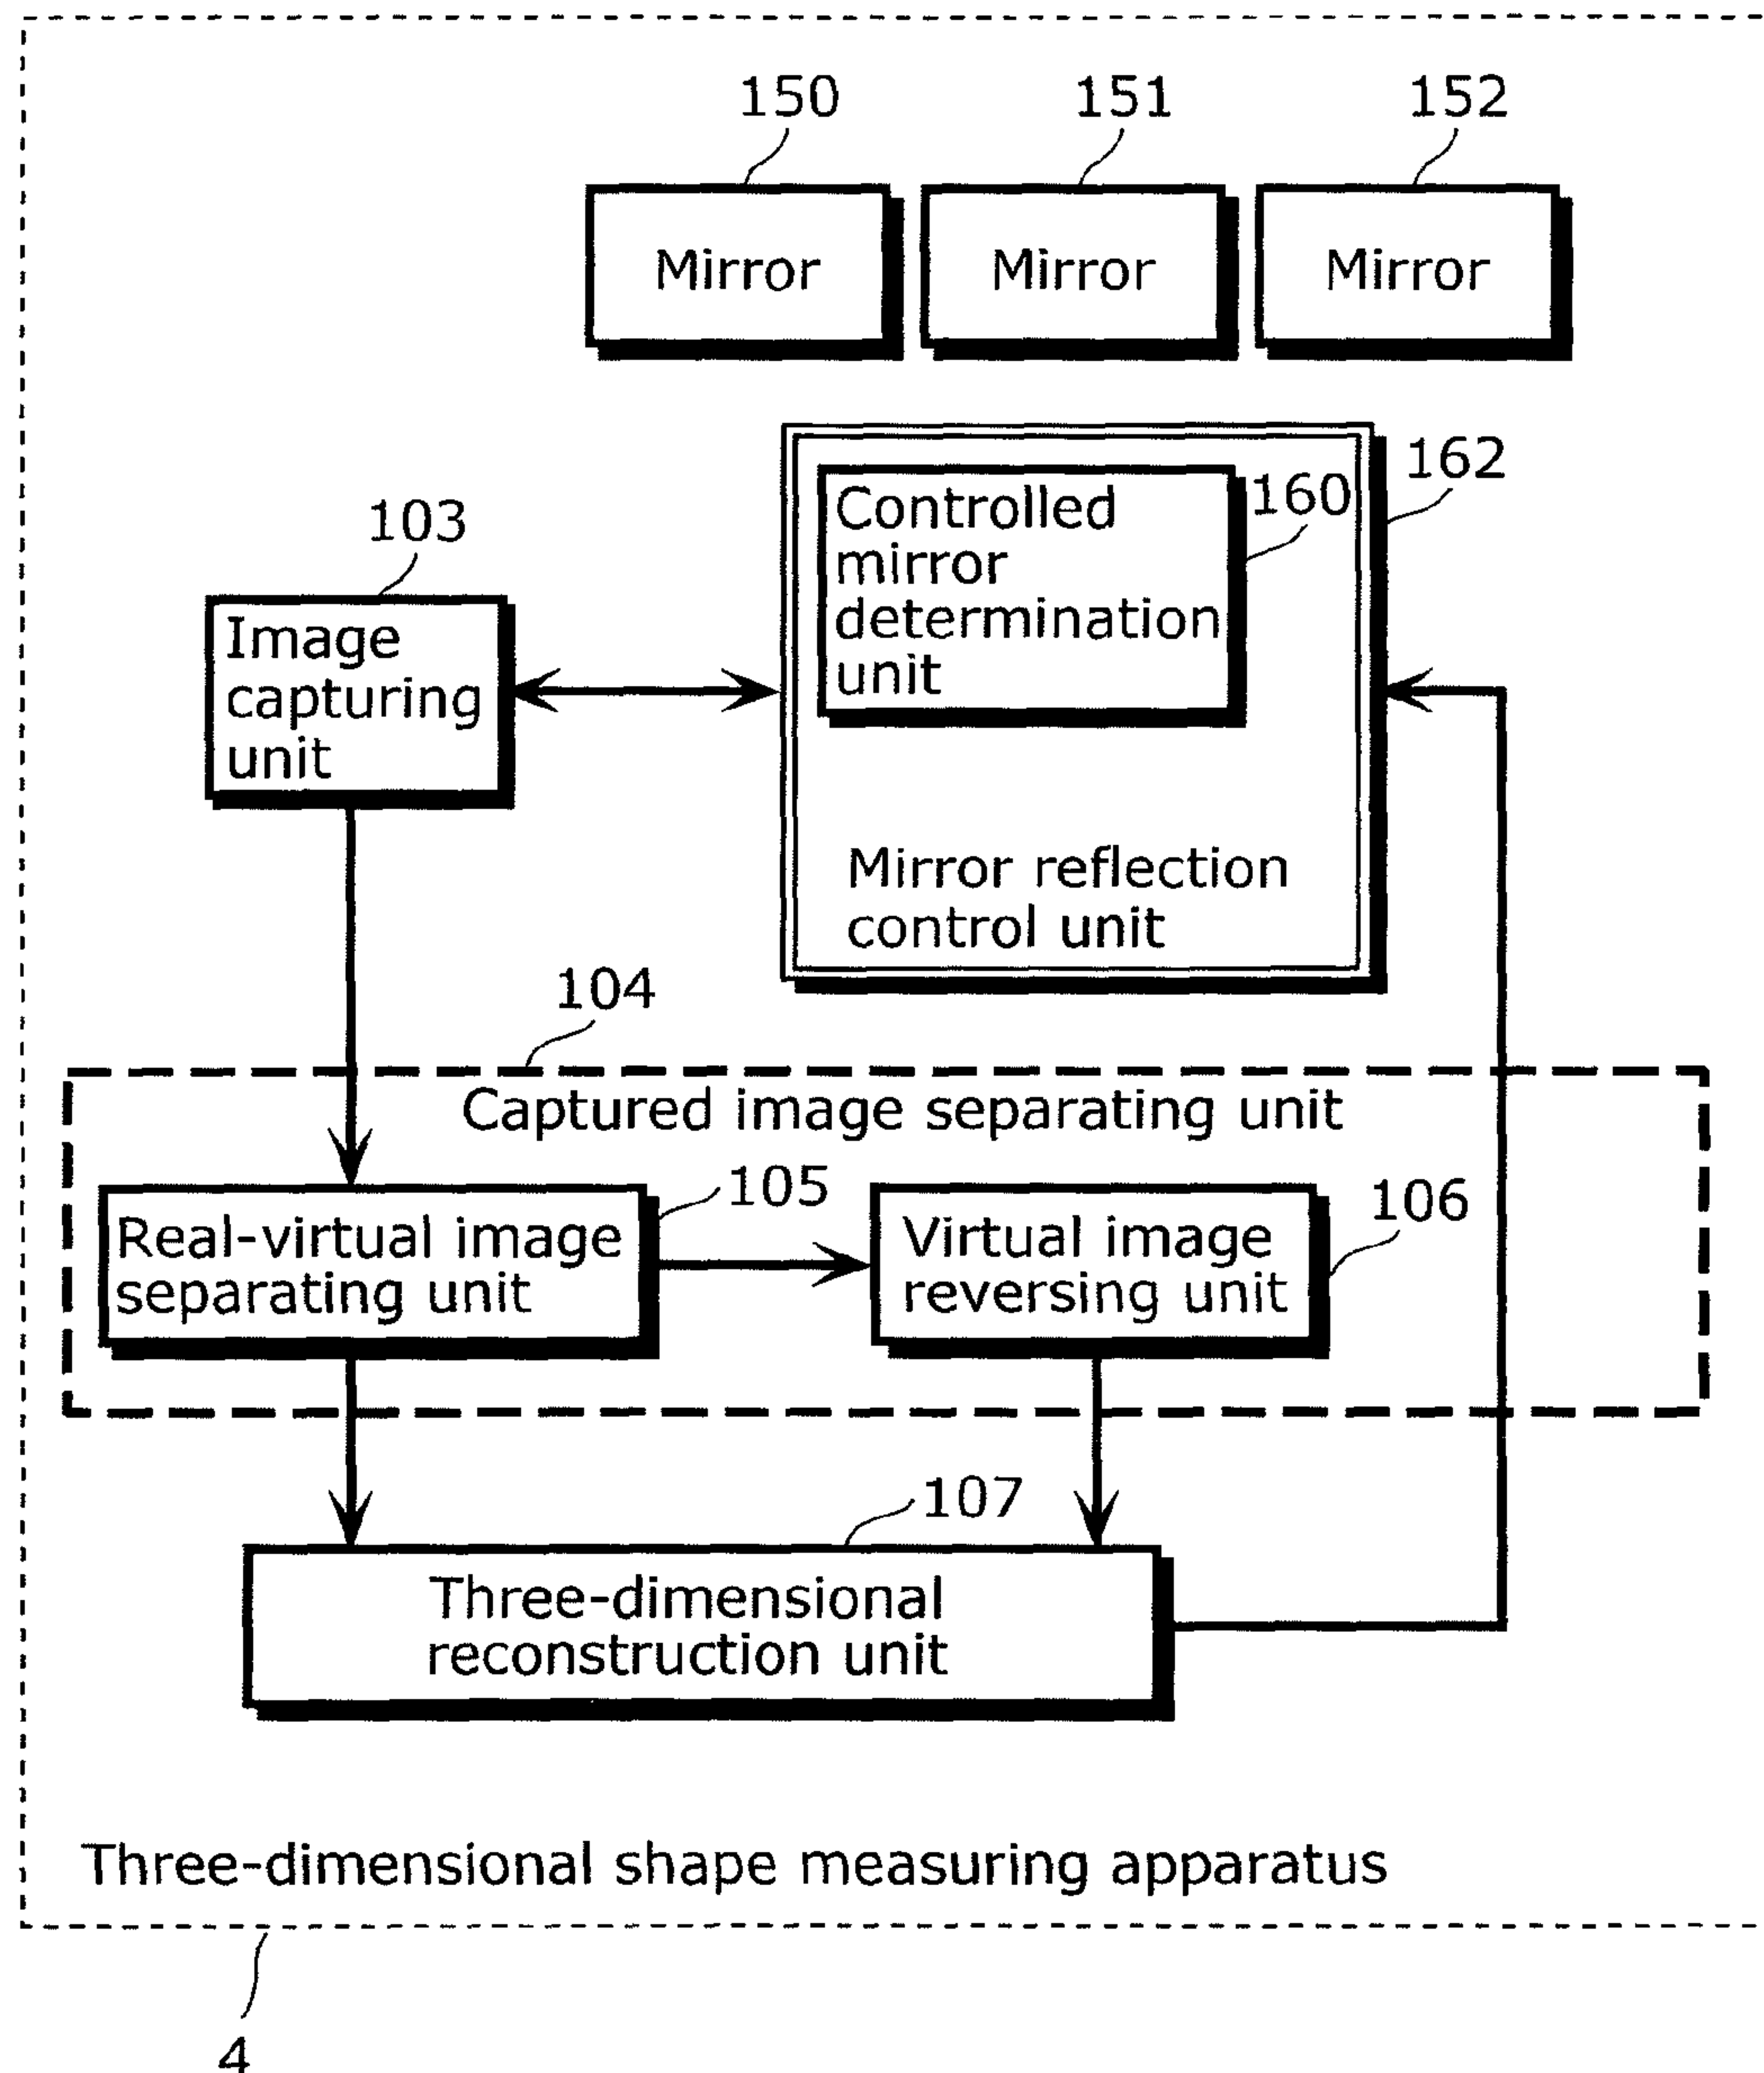 150
151
152
Mirror
Mirror
Mirror
162
160
Controlled
mirror
determination
unit
103
Image
capturing
unit
Mirror reflection
control unit
104
Captured image separating unit
105
106
Real-virtual image
separating unit
Virtual image
reversing unit
107
Three-dimensional
reconstruction unit
Three-dimensional shape measuring apparatus
4